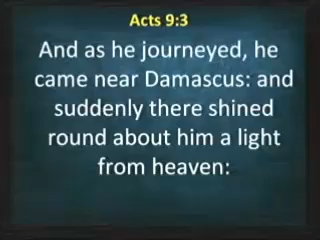 Acts 9:3
And as he journeyed, he
came near Damascus: and
suddenly there shined
round about him a light
from heaven: